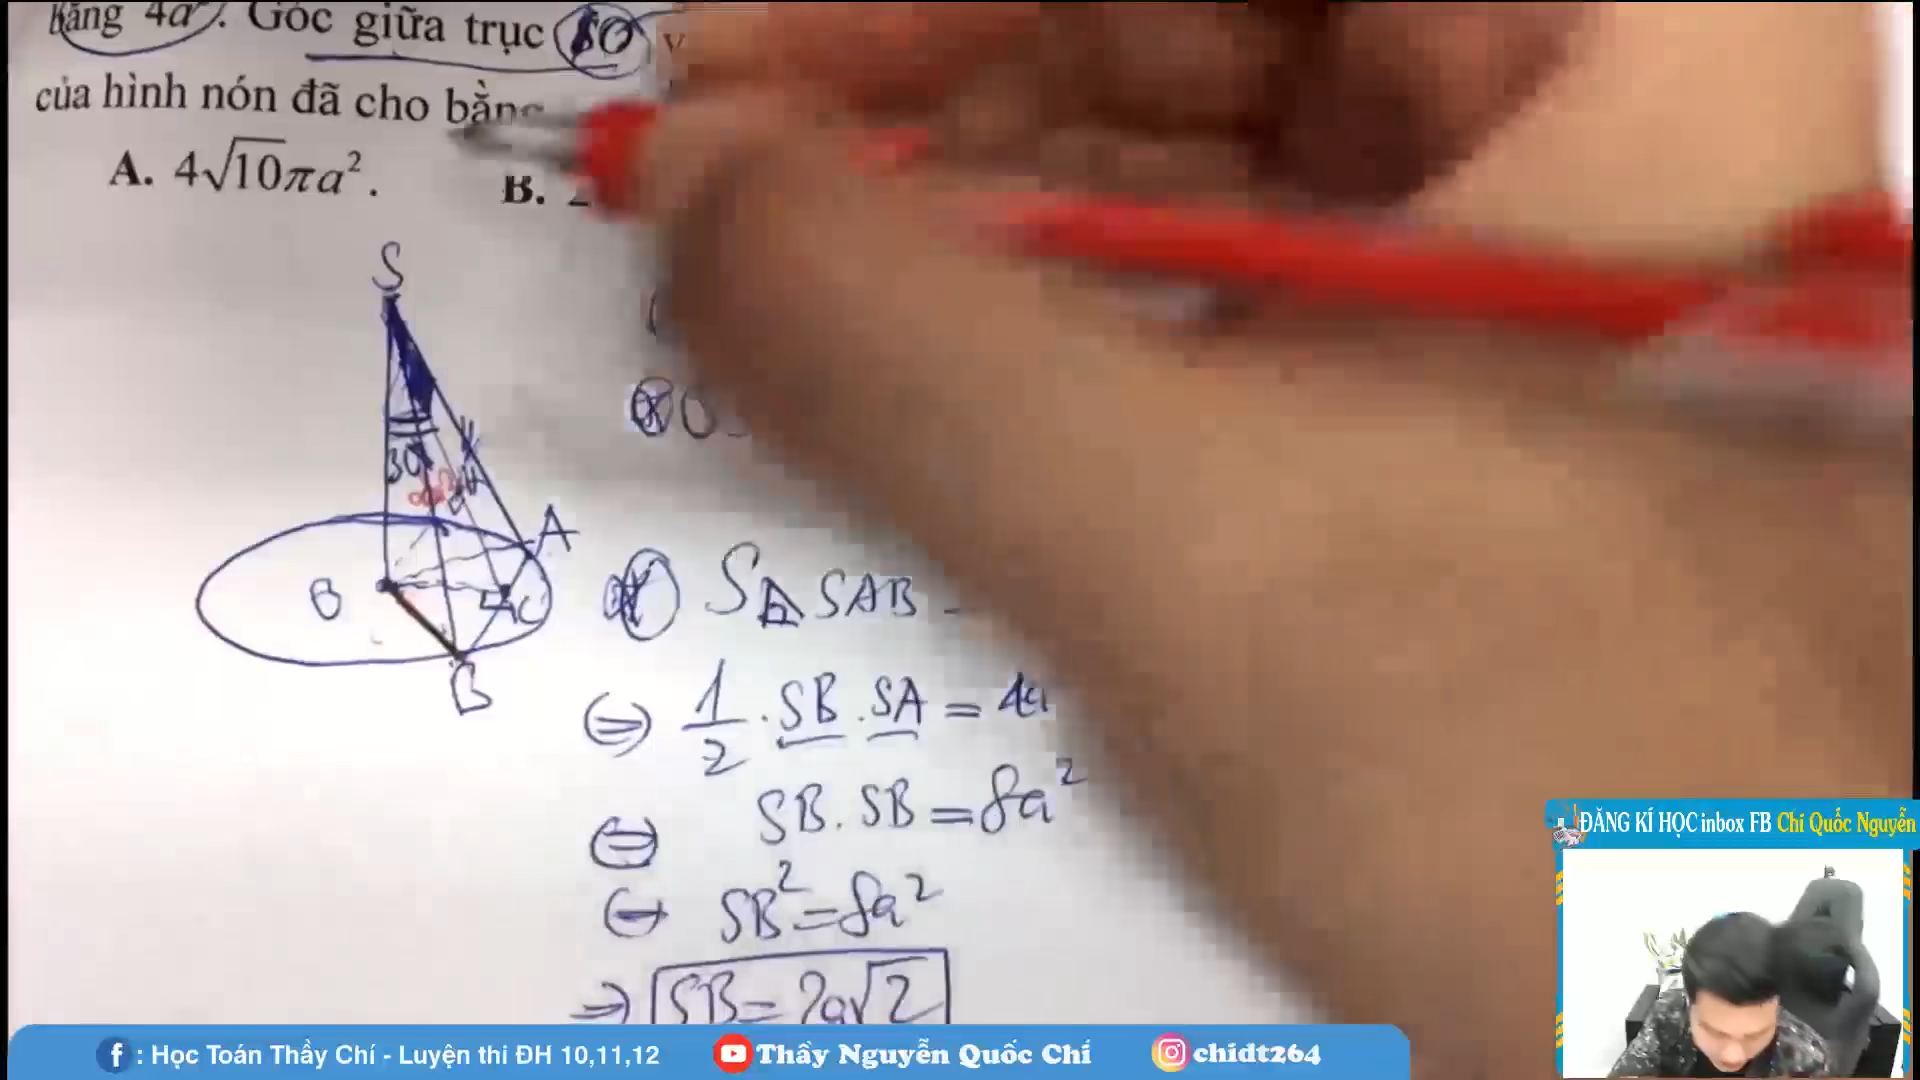 bằng 4a². Góc giữa trục SO
của hình nón đã cho bằng
A. 4√10πa².
B. 2
S
30°
A
O
C
B
S△SAB =
⇔ 1/2 . SB . SA = 4a
⇔ SB . SB = 8a²
⇔ SB² = 8a²
⇒ SB = 2a√2
ĐĂNG KÍ HỌC inbox FB Chí Quốc Nguyễn
: Học Toán Thầy Chí - Luyện thi ĐH 10,11,12
Thầy Nguyễn Quốc Chí
chidt264